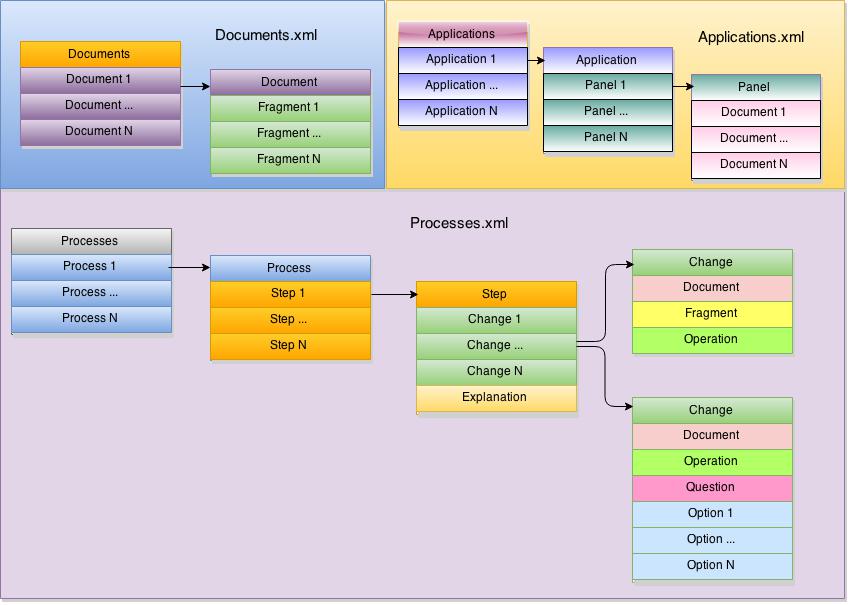 Documents.xml
Documents
Document 1
Document ...
Document N
Document
Fragment 1
Fragment ...
Fragment N
Applications.xml
Applications
Application 1
Application ...
Application N
Application
Panel 1
Panel ...
Panel N
Panel
Document 1
Document ...
Document N
Processes.xml
Processes
Process 1
Process ...
Process N
Process
Step 1
Step ...
Step N
Step
Change 1
Change ...
Change N
Explanation
Change
Document
Fragment
Operation
Change
Document
Operation
Question
Option 1
Option ...
Option N